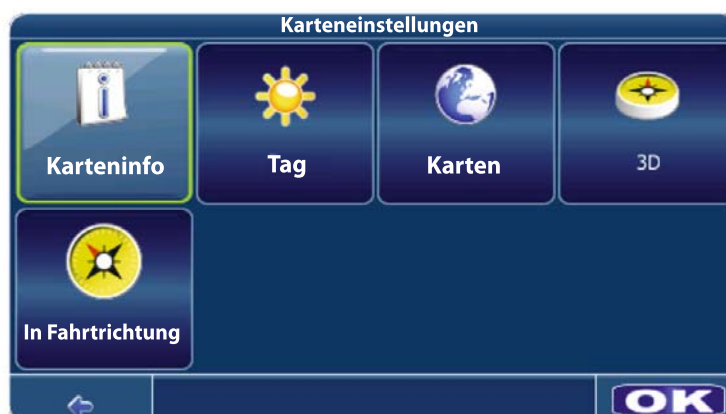 Karteneinstellungen
Karteninfo
Tag
Karten
3D
In Fahrtrichtung
OK